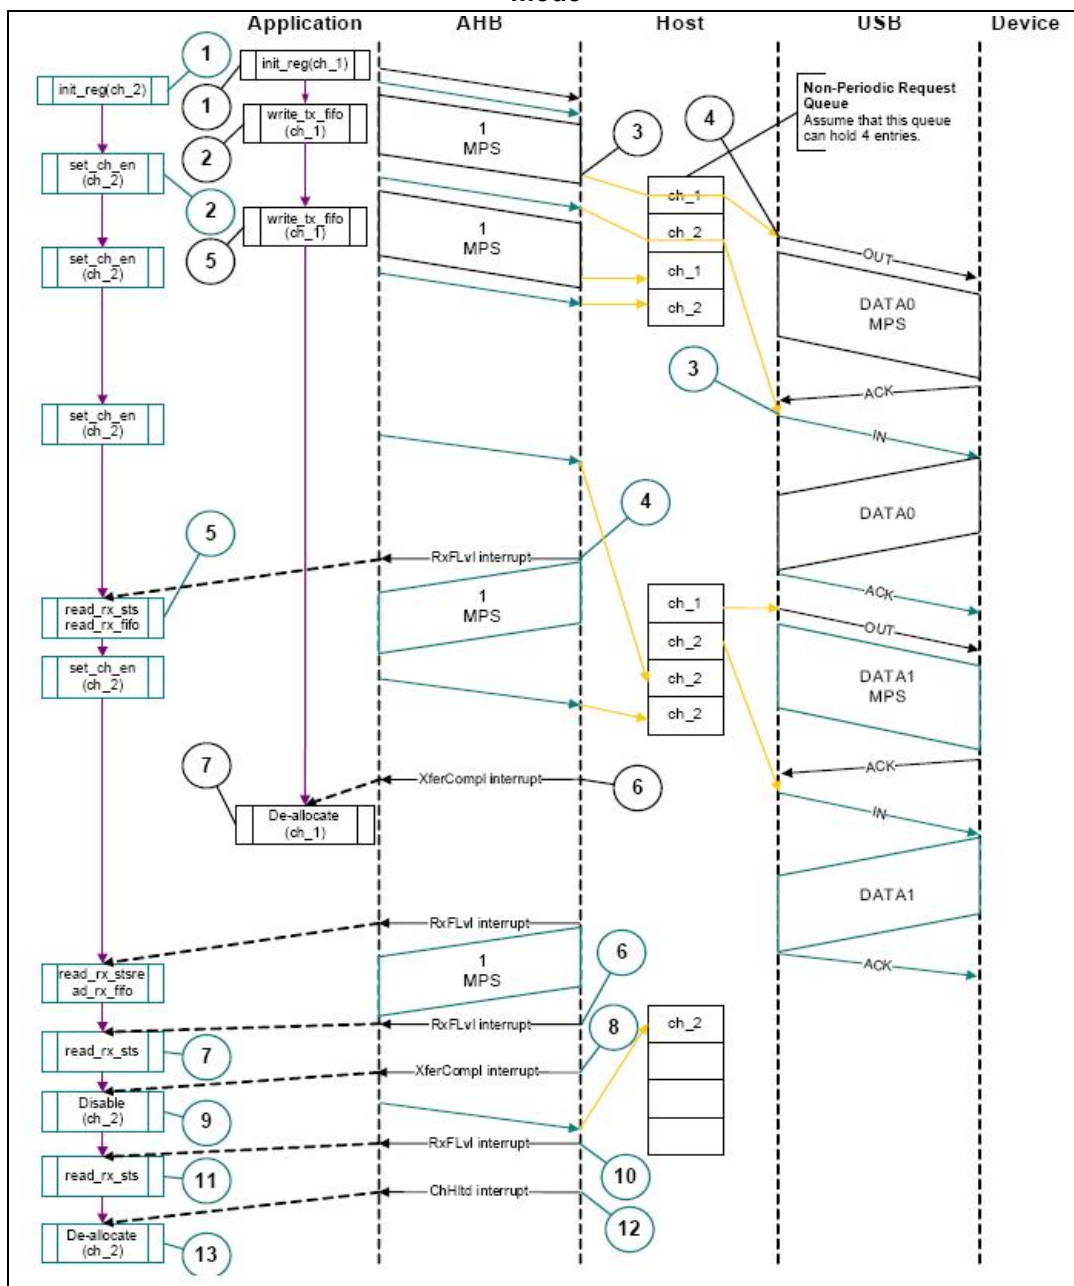 Mode
Application AHB Host USB Device
1
init_reg(ch_1)
init_reg(ch_2)
1
Non-Periodic Request
Queue
Assume that this queue
can hold 4 entries.
write_tx_fifo
(ch_1)
1
MPS
3
4
2
set_ch_en
(ch_2)
ch_1
2
write_tx_fifo
(ch_1)
1
MPS
ch_2
5
set_ch_en
(ch_2)
OUT
ch_1
ch_2
DATA0
MPS
3
ACK
set_ch_en
(ch_2)
IN
4
DATA0
5
RxFLvl interrupt
ACK
read_rx_sts
read_rx_fifo
1
MPS
ch_1
OUT
ch_2
set_ch_en
(ch_2)
ch_2
DATA1
MPS
ch_2
7
XferCompl interrupt
6
ACK
De-allocate
(ch_1)
IN
DATA1
RxFLvl interrupt
6
read_rx_stsre
ad_rx_fifo
1
MPS
ACK
RxFLvl interrupt
8
ch_2
read_rx_sts
7
XferCompl interrupt
Disable
(ch_2)
9
RxFLvl interrupt
read_rx_sts
11
10
ChHltd interrupt
12
De-allocate
(ch_2)
13